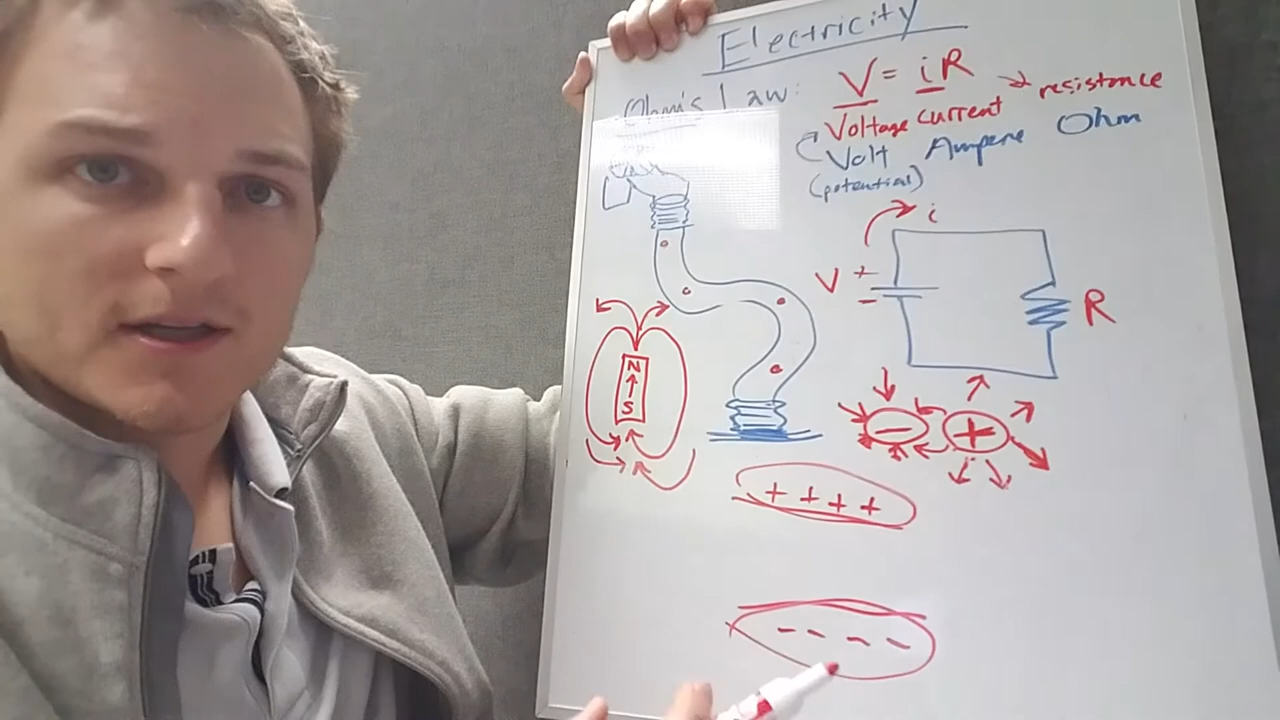 Electricity
Ohm's Law: V = iR
Voltage current → resistance
Volt Ampere Ohm
(potential)
i
V + −
R
N
S
− +
+ + + +
− − − −